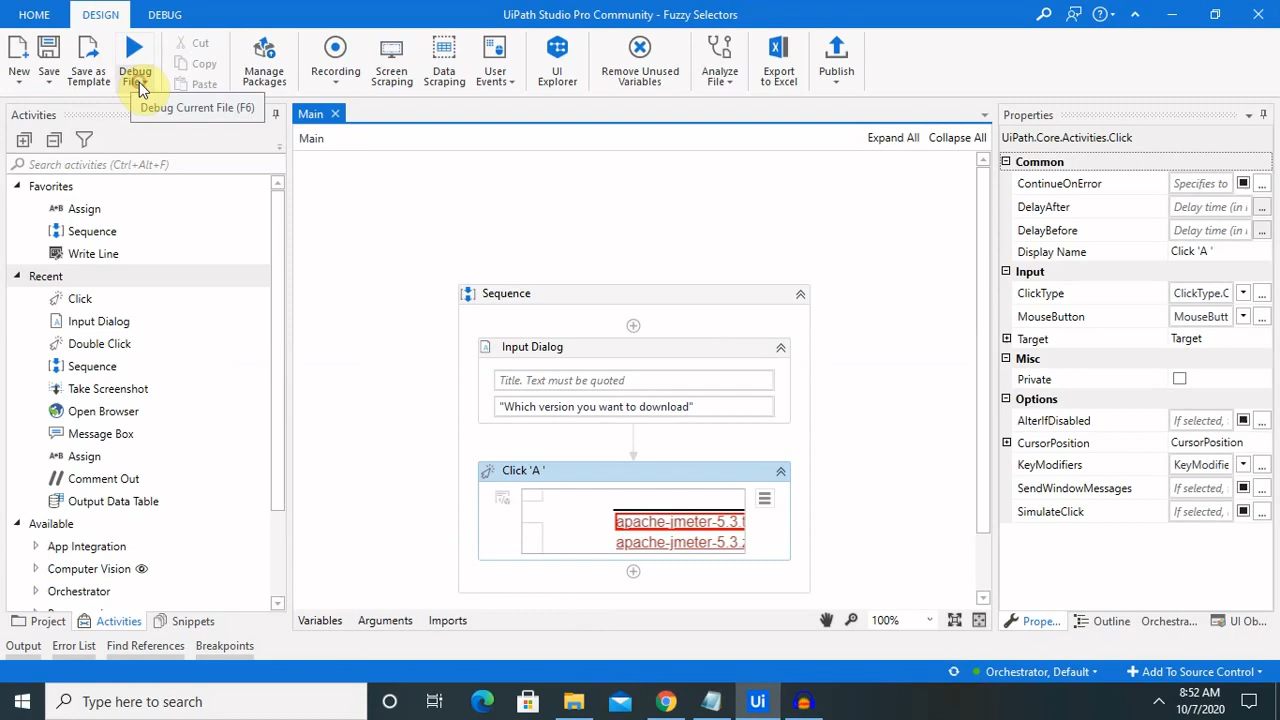 HOME DESIGN DEBUG UiPath Studio Pro Community - Fuzzy Selectors
New Save Save as Template Debug File Cut Copy Paste Manage Packages Recording Screen Scraping Data Scraping User Events UI Explorer Remove Unused Variables Analyze File Export to Excel Publish
Debug Current File (F6)
Activities
Search activities (Ctrl+Alt+F)
Favorites
Assign
Sequence
Write Line
Recent
Click
Input Dialog
Double Click
Sequence
Take Screenshot
Open Browser
Message Box
Assign
Comment Out
Output Data Table
Available
App Integration
Computer Vision
Orchestrator
Project Activities Snippets
Main
Main Expand All Collapse All
Sequence
Input Dialog
Title. Text must be quoted
"Which version you want to download"
Click 'A '
apache-jmeter-5.3.t
apache-jmeter-5.3.z
Variables Arguments Imports 100%
Properties
UiPath.Core.Activities.Click
Common
ContinueOnError Specifies to ...
DelayAfter Delay time (in i ...
DelayBefore Delay time (in i ...
Display Name Click 'A '
Input
ClickType ClickType.C ...
MouseButton MouseButt ...
Target Target
Misc
Private
Options
AlterIfDisabled If selected, ...
CursorPosition CursorPosition
KeyModifiers KeyModifie ...
SendWindowMessages If selected, ...
SimulateClick If selected, ...
Prope... Outline Orchestra... UI Ob...
Output Error List Find References Breakpoints
Orchestrator, Default Add To Source Control
Type here to search Ui
8:52 AM
10/7/2020